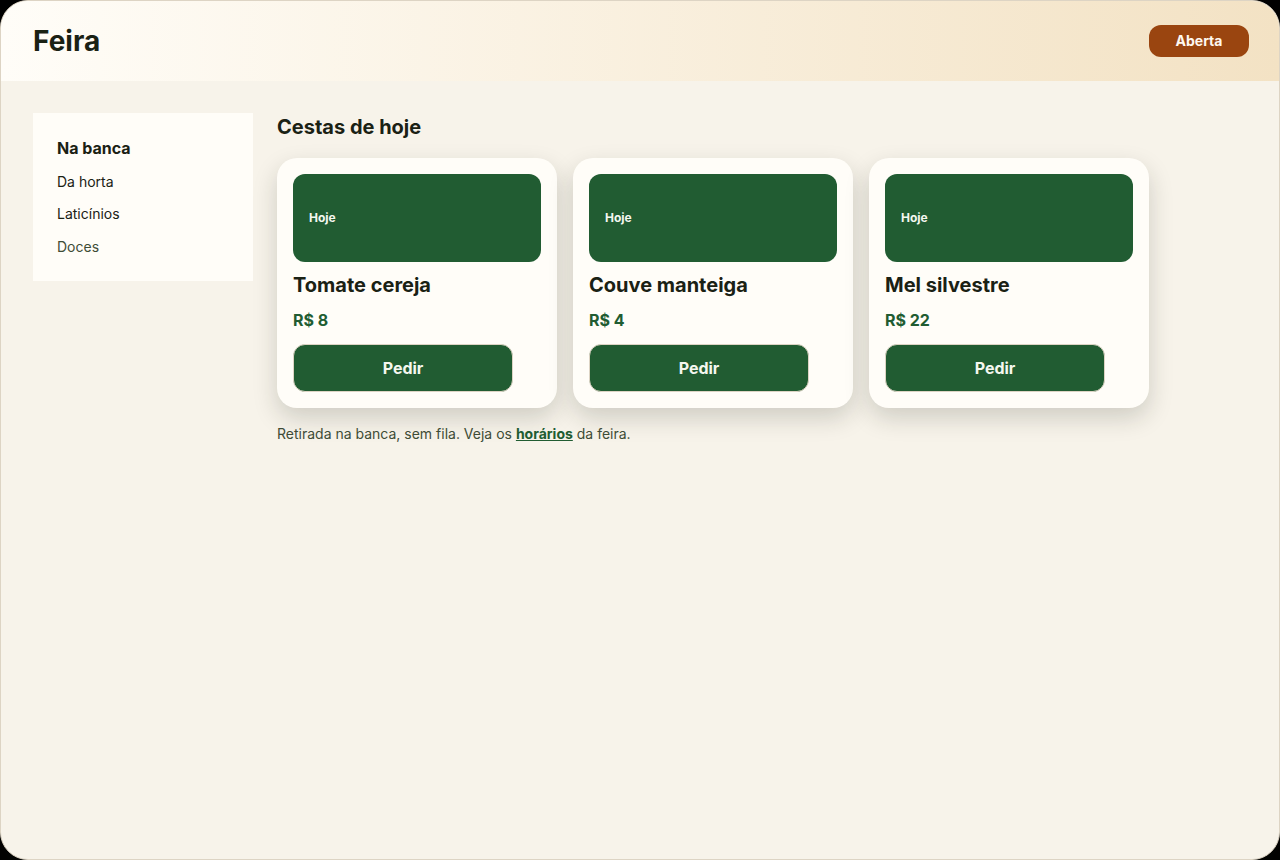 Feira
Aberta
Na banca
Da horta
Laticínios
Doces
Cestas de hoje
Hoje
Tomate cereja
R$ 8
Pedir
Hoje
Couve manteiga
R$ 4
Pedir
Hoje
Mel silvestre
R$ 22
Pedir
Retirada na banca, sem fila. Veja os horários da feira.